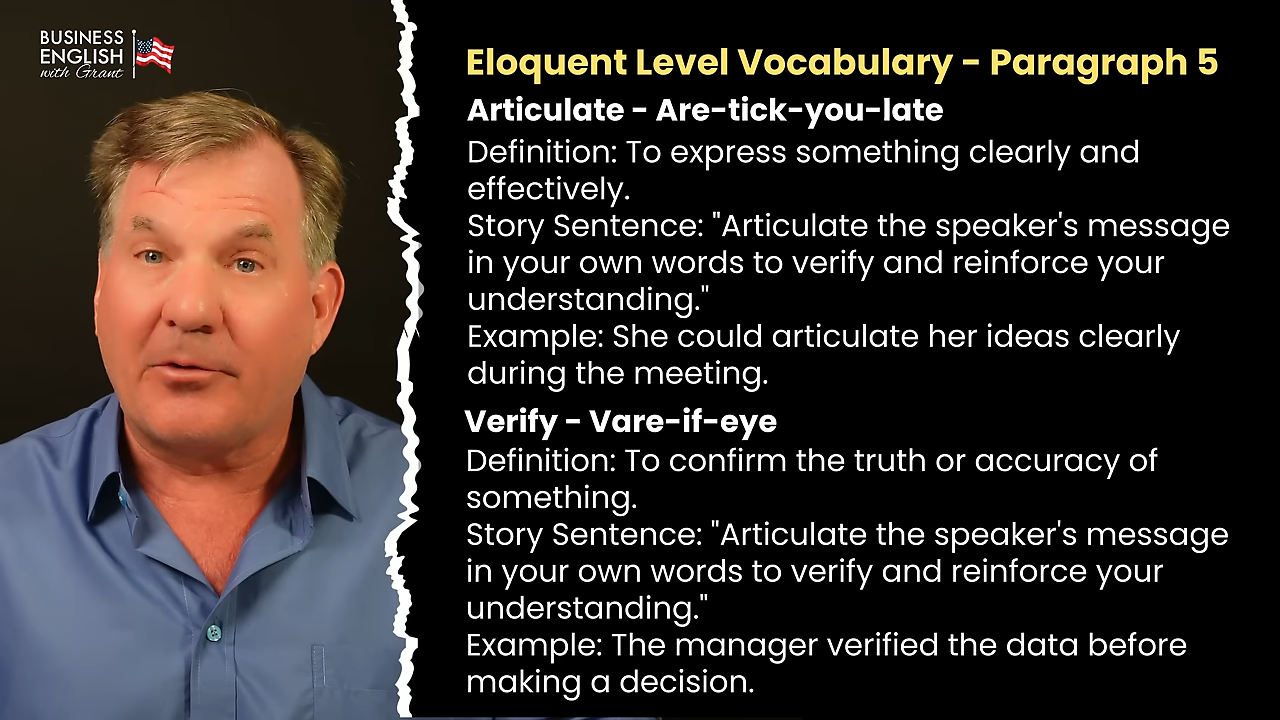 BUSINESS
ENGLISH
with Grant
Eloquent Level Vocabulary - Paragraph 5
Articulate - Are-tick-you-late
Definition: To express something clearly and
effectively.
Story Sentence: "Articulate the speaker's message
in your own words to verify and reinforce your
understanding."
Example: She could articulate her ideas clearly
during the meeting.
Verify - Vare-if-eye
Definition: To confirm the truth or accuracy of
something.
Story Sentence: "Articulate the speaker's message
in your own words to verify and reinforce your
understanding."
Example: The manager verified the data before
making a decision.